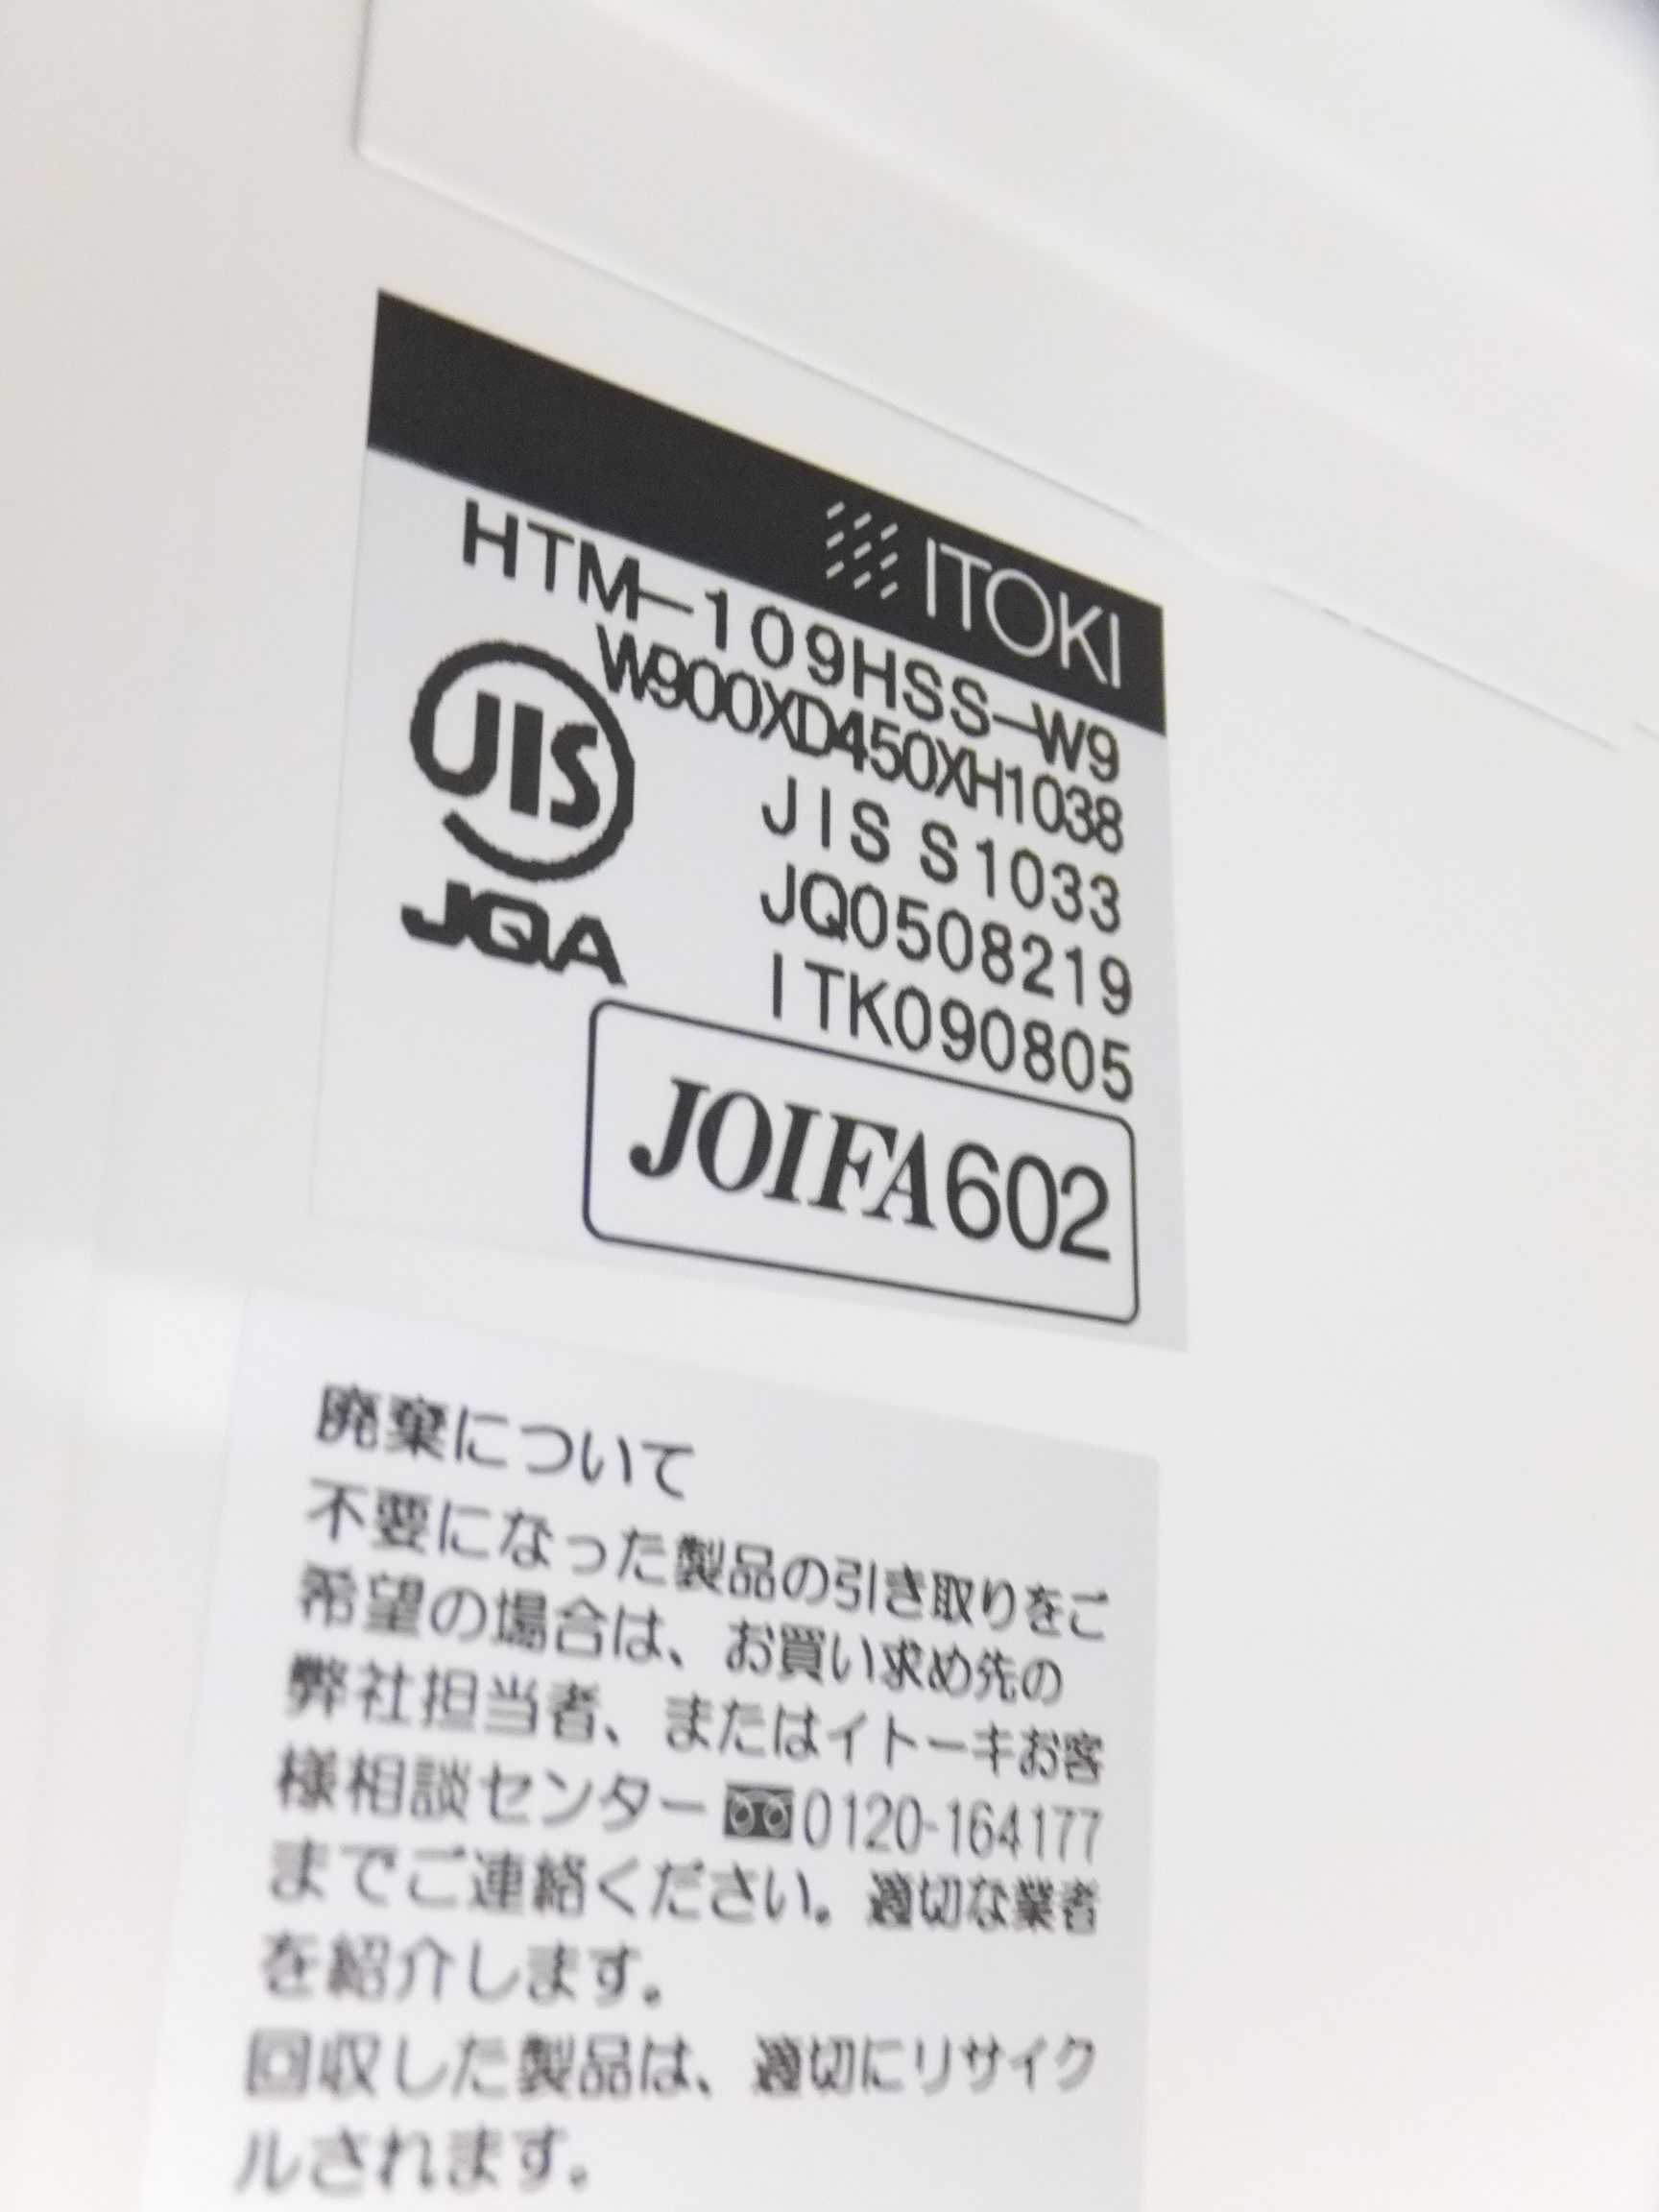 ITOKI
HTM-109HSS-W9
W900XD450XH1038
JIS
JIS S1033
JQA
JQ0508219
ITK090805
JOIFA602
廃棄について
不要になった製品の引き取りをご
希望の場合は、お買い求め先の
弊社担当者、またはイトーキお客
様相談センター0120-164177
までご連絡ください。適切な業者
を紹介します。
回収した製品は、適切にリサイク
ルされます。